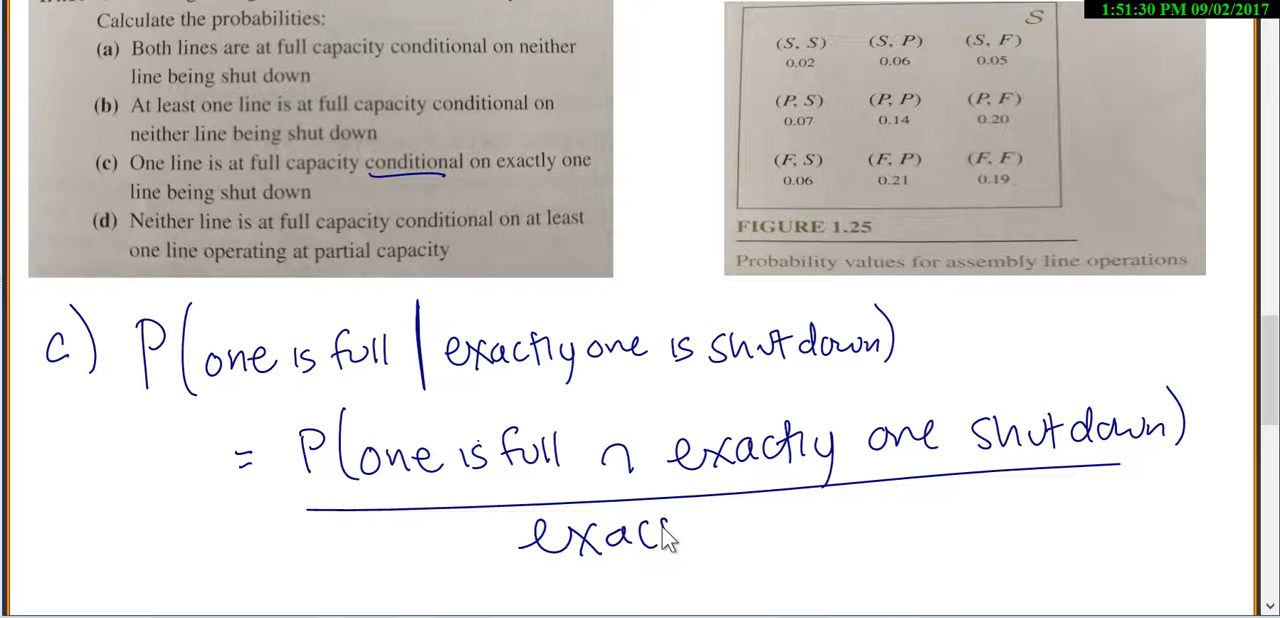 1:51:30 PM 09/02/2017
Calculate the probabilities:
(a) Both lines are at full capacity conditional on neither
line being shut down
(b) At least one line is at full capacity conditional on
neither line being shut down
(c) One line is at full capacity conditional on exactly one
line being shut down
(d) Neither line is at full capacity conditional on at least
one line operating at partial capacity
S
(S, S) (S, P) (S, F)
0.02 0.06 0.05
(P, S) (P, P) (P, F)
0.07 0.14 0.20
(F, S) (F, P) (F, F)
0.06 0.21 0.19
FIGURE 1.25
Probability values for assembly line operations
c) P(one is full | exactly one is shutdown)
= P(one is full ∩ exactly one shutdown)
exac